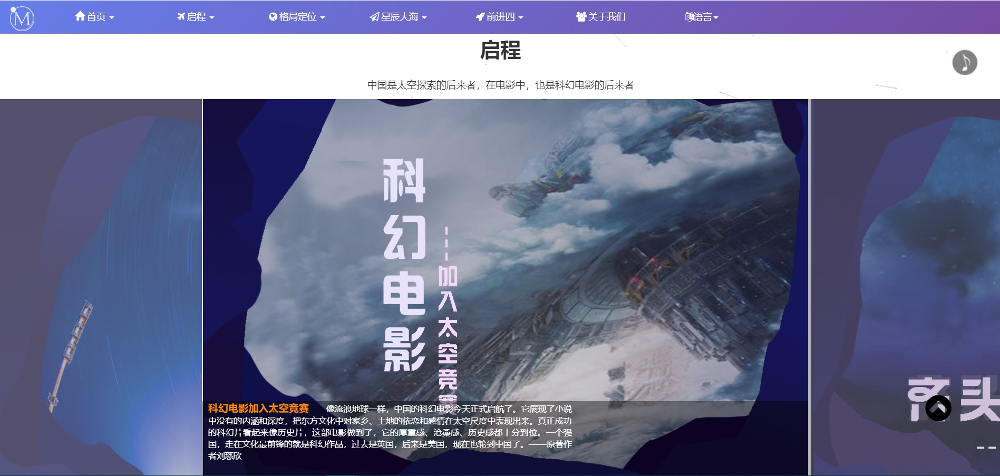 M 首页 启程 格局定位 星辰大海 前进四 关于我们 语言
启程
中国是太空探索的后来者，在电影中，也是科幻电影的后来者
科幻电影
---加入太空竞赛
科幻电影加入太空竞赛 像流浪地球一样，中国的科幻电影今天正式启航了。它展现了小说
中没有的内涵和深度，把东方文化中对家乡、土地的依恋和感情在太空尺度中表现出来。真正成功
的科幻片看起来像历史片，这部电影做到了，它的厚重感、沧桑感、历史感都十分到位。一个强
国，走在文化最前锋的就是科幻作品，过去是英国，后来是美国，现在也轮到中国了。——原著作
者刘慈欣
头
--